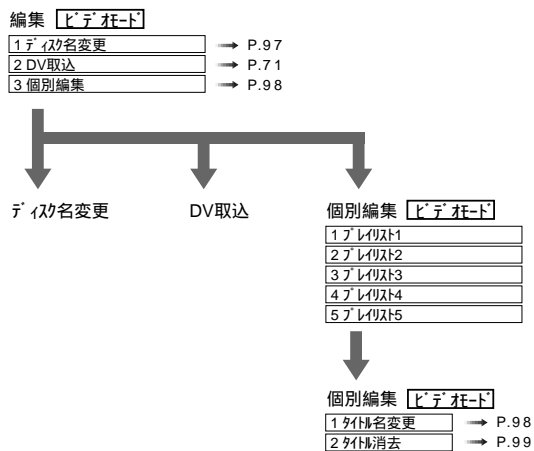 編集 ビデオモード
1 ディスク名変更 → P.97
2 DV取込 → P.71
3 個別編集 → P.98
ディスク名変更 DV取込 個別編集 ビデオモード
1 プレイリスト1
2 プレイリスト2
3 プレイリスト3
4 プレイリスト4
5 プレイリスト5
個別編集 ビデオモード
1 タイトル名変更 → P.98
2 タイトル消去 → P.99